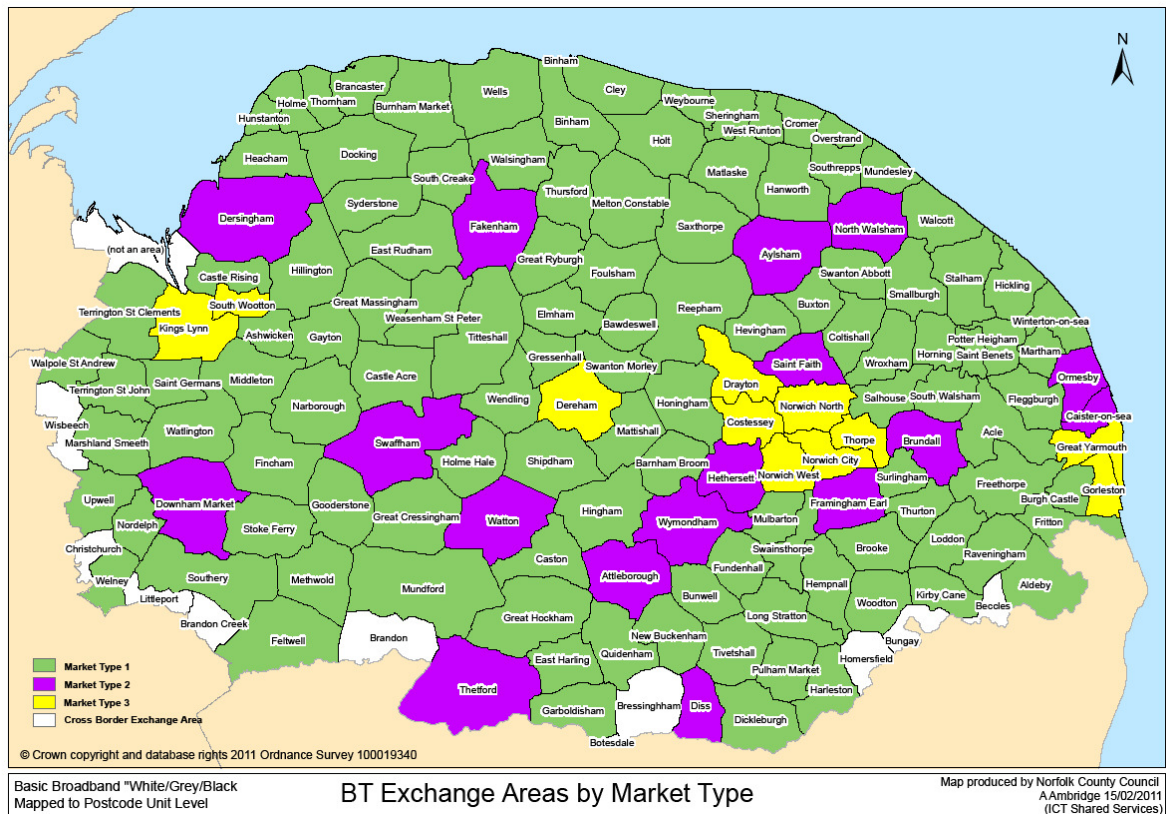 N
Binham
Brancaster
Wells
Cley
Holme
Thornham
Burnham Market
Weybourne
Hunstanton
Sheringham
Binham
West Runton
Cromer
Overstrand
Holt
Heacham
Docking
Walsingham
Matlaske
Southrepps
Mundesley
South Creake
Thursford
Hanworth
Syderstone
Melton Constable
Dersingham
Fakenham
Saxthorpe
North Walsham
Walcott
(not an area)
East Rudham
Aylsham
Great Ryburgh
Castle Rising
Hillington
Foulsham
Swanton Abbott
Stalham
Hickling
Smallburgh
South Wootton
Great Massingham
Terrington St Clements
Weasenham St Peter
Elmham
Reepham
Buxton
Kings Lynn
Bawdeswell
Winterton-on-sea
Ashwicken
Gayton
Titteshall
Hevingham
Coltishall
Potter Heigham
Walpole St Andrew
Gressenhall
Horning
Saint Benets
Martham
Swanton Morley
Saint Faith
Wroxham
Castle Acre
Ormesby
Terrington St John
Saint Germans
Middleton
Drayton
Narborough
Wendling
Dereham
Honingham
Norwich North
Salhouse
South Walsham
Fleggburgh
Wisbeech
Costessey
Caister-on-sea
Marshland Smeeth
Watlington
Mattishall
Swaffham
Thorpe
Brundall
Acle
Great Yarmouth
Fincham
Holme Hale
Shipdham
Barnham Broom
Norwich City
Hethersett
Norwich West
Surlingham
Freethorpe
Gorleston
Upwell
Downham Market
Gooderstone
Burgh Castle
Framingham Earl
Hingham
Thurton
Nordelph
Stoke Ferry
Great Cressingham
Watton
Wymondham
Mulbarton
Fritton
Christchurch
Loddon
Swainsthorpe
Brooke
Raveningham
Caston
Fundenhall
Welney
Southery
Methwold
Attleborough
Mundford
Hempnall
Aldeby
Littleport
Bunwell
Kirby Cane
Woodton
Beccles
Great Hockham
Long Stratton
Brandon Creek
Feltwell
Brandon
New Buckenham
Bungay
Quidenham
Tivetshall
East Harling
Homersfield
Pulham Market
Thetford
Harleston
Garboldisham
Bressinghham
Diss
Dickleburgh
Botesdale
Market Type 1
Market Type 2
Market Type 3
Cross Border Exchange Area
© Crown copyright and database rights 2011 Ordnance Survey 100019340
Basic Broadband "White/Grey/Black
Mapped to Postcode Unit Level
BT Exchange Areas by Market Type
Map produced by Norfolk County Council
A Ambridge 15/02/2011
(ICT Shared Services)